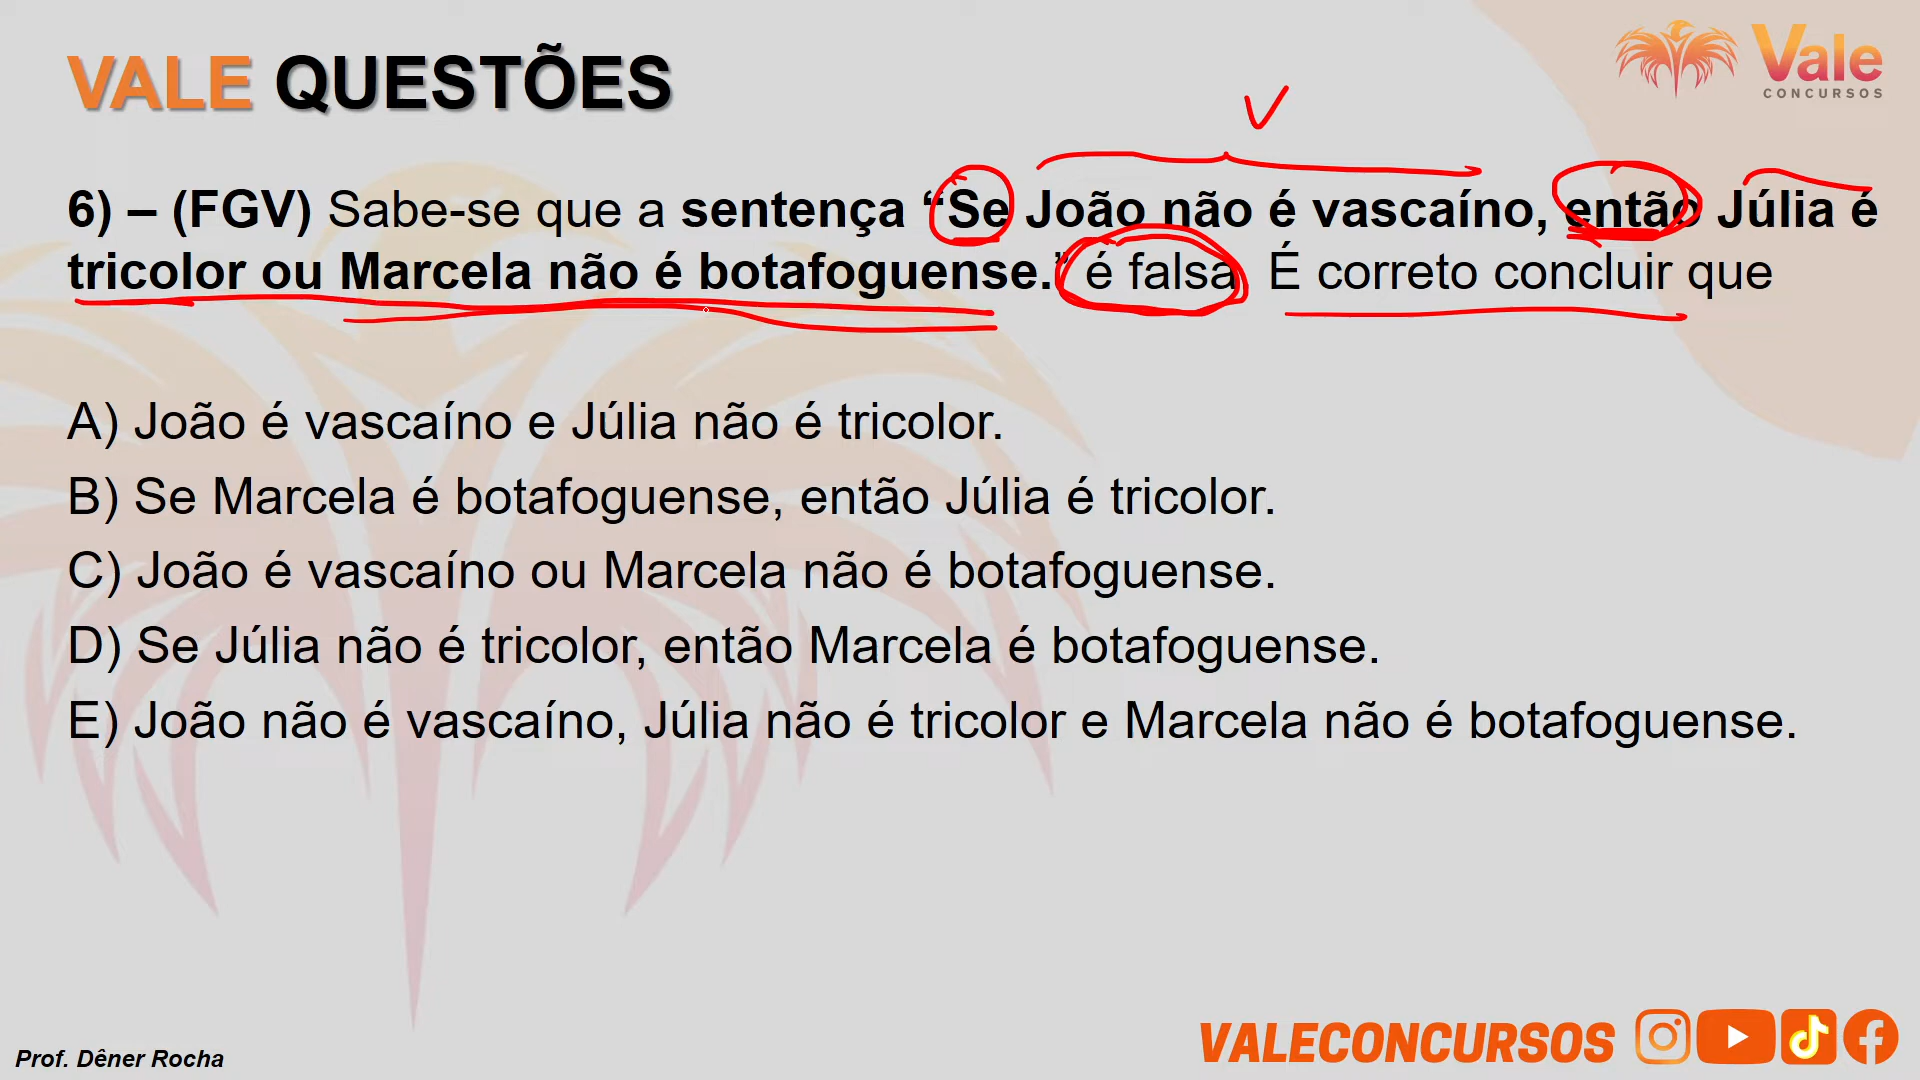 VALE QUESTÕES
Vale
CONCURSOS
6) – (FGV) Sabe-se que a sentença “Se João não é vascaíno, então Júlia é
tricolor ou Marcela não é botafoguense.” é falsa É correto concluir que
A) João é vascaíno e Júlia não é tricolor.
B) Se Marcela é botafoguense, então Júlia é tricolor.
C) João é vascaíno ou Marcela não é botafoguense.
D) Se Júlia não é tricolor, então Marcela é botafoguense.
E) João não é vascaíno, Júlia não é tricolor e Marcela não é botafoguense.
Prof. Dêner Rocha
VALECONCURSOS